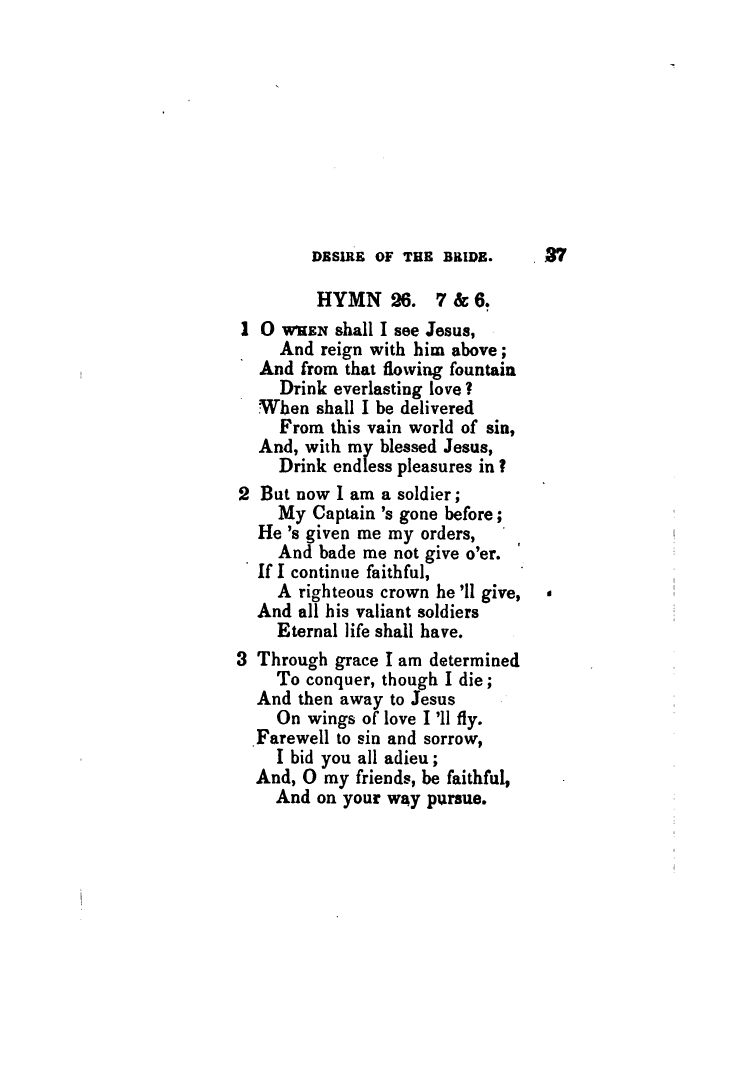 DESIRE OF THE BRIDE. 37
HYMN 26. 7 & 6.
1 O WHEN shall I see Jesus,
And reign with him above;
And from that flowing fountain
Drink everlasting love?
When shall I be delivered
From this vain world of sin,
And, with my blessed Jesus,
Drink endless pleasures in?
2 But now I am a soldier;
My Captain 's gone before;
He 's given me my orders,
And bade me not give o'er.
If I continue faithful,
A righteous crown he 'll give,
And all his valiant soldiers
Eternal life shall have.
3 Through grace I am determined
To conquer, though I die;
And then away to Jesus
On wings of love I 'll fly.
Farewell to sin and sorrow,
I bid you all adieu;
And, O my friends, be faithful,
And on your way pursue.